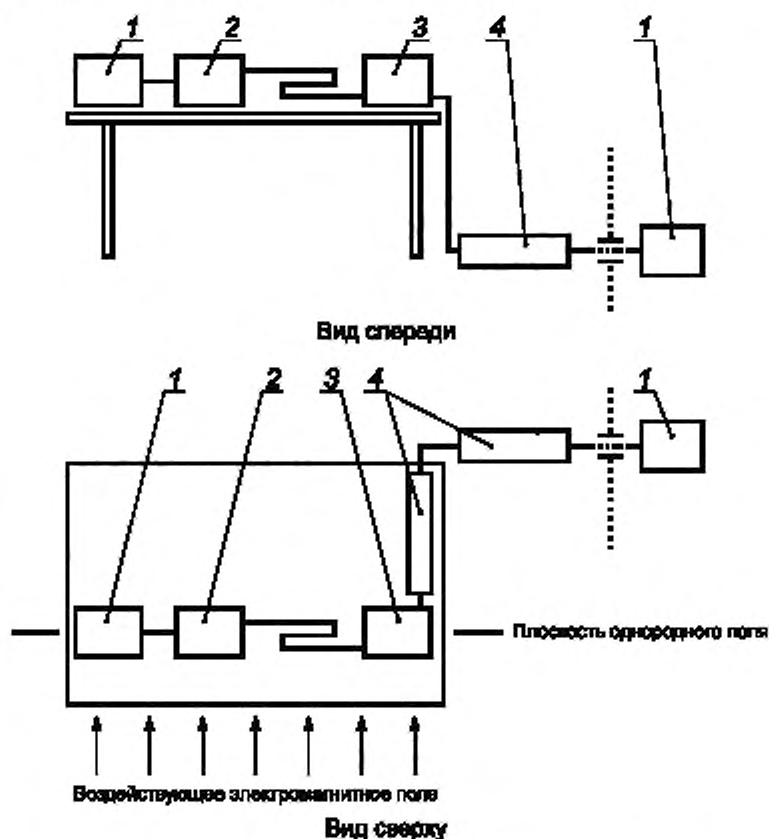 1 2 3 4 1
Вид спереди
1 2 3 4 1
Плоскость однородного поля
Воздействующее электромагнитное поле
Вид сверху